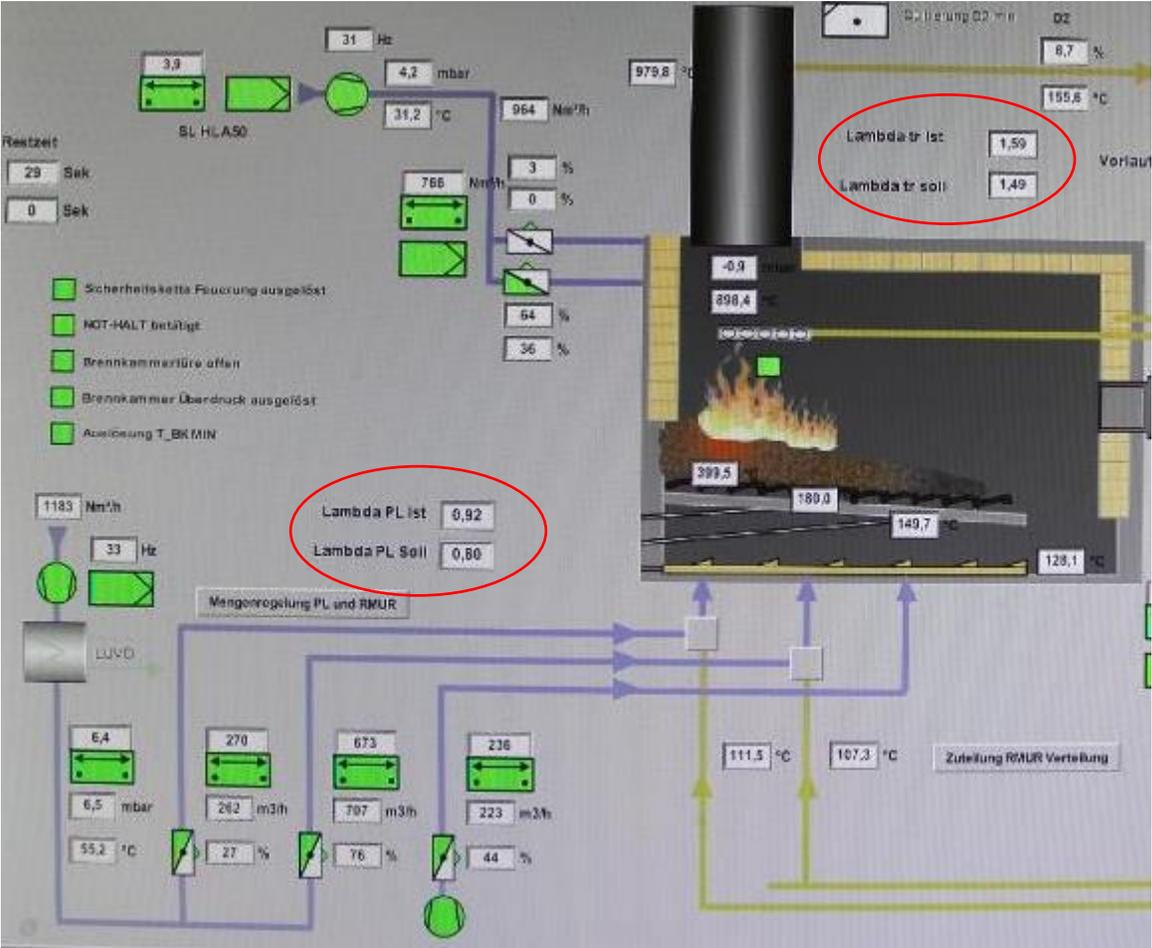 31 Hz
3,9
4,2 mbar
31,2 °C
SL HLA50
964 Nm³/h
979,8 °C
O2
8,7 %
155,6 °C
Lambda tr ist 1,59
Lambda tr soll 1,49
Vorlauf
Restzeit
29 Sek
0 Sek
766 Nm³/h
3 %
0 %
64 %
36 %
-0,9 mbar
898,4 °C
Sicherheitskette Feuerung ausgelöst
NOT-HALT betätigt
Brennkammertüre offen
Brennkammer Überdruck ausgelöst
Auslösung T_BKMIN
399,5 °C
180,0
149,7 °C
128,1 °C
1183 Nm³/h
33 Hz
Lambda PL ist 0,92
Lambda PL Soll 0,80
Mengenregelung PL und RMUR
LUVO
6,4
6,5 mbar
55,2 °C
270
262 m3/h
27 %
673
707 m3/h
76 %
236
223 m3/h
44 %
111,5 °C
107,3 °C
Zuteilung RMUR Verteilung